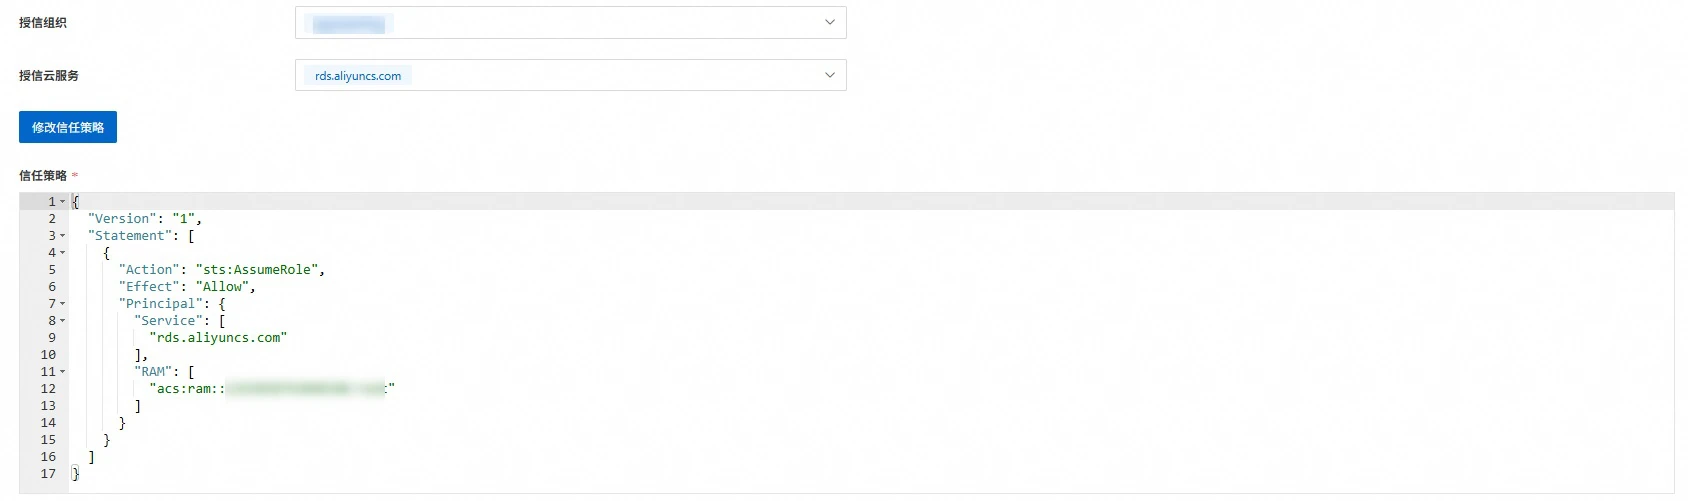 授信组织
授信云服务
rds.aliyuncs.com
修改信任策略
信任策略 *
1 {
2 "Version": "1",
3 "Statement": [
4 {
5 "Action": "sts:AssumeRole",
6 "Effect": "Allow",
7 "Principal": {
8 "Service": [
9 "rds.aliyuncs.com"
10 ],
11 "RAM": [
12 "acs:ram::"
13 ]
14 }
15 }
16 ]
17 }